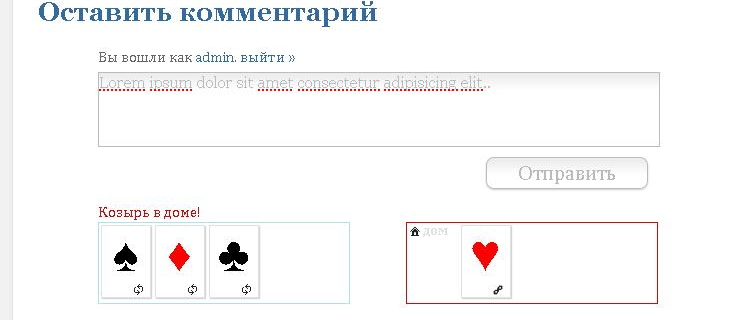 Оставить комментарий
Вы вошли как admin. выйти »
Lorem ipsum dolor sit amet consectetur adipisicing elit..
Отправить
Козырь в доме!
дом